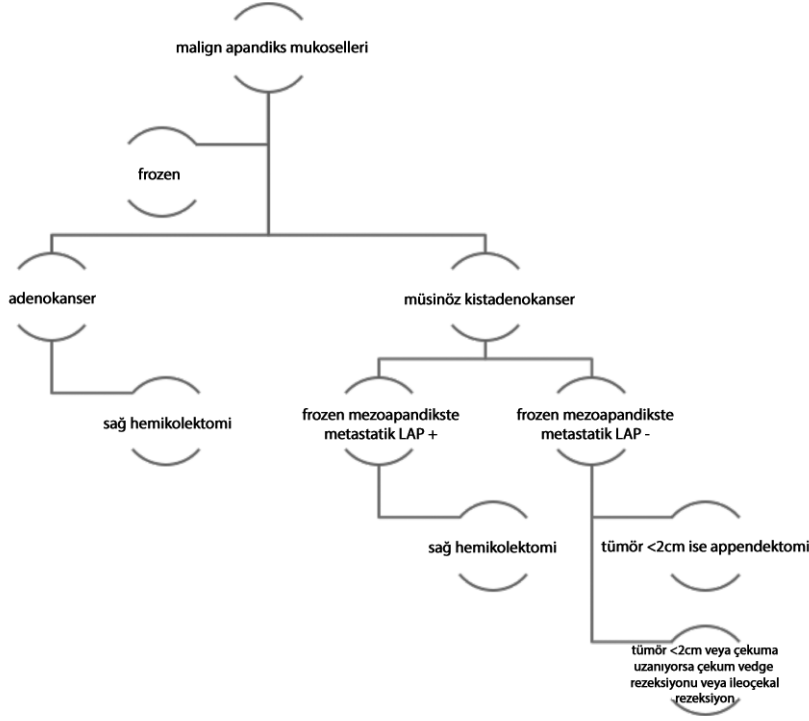 malign apandiks mukoselleri
frozen
adenokanser
müsinöz kistadenokanser
sağ hemikolektomi
frozen mezoapandikste
metastatik LAP +
frozen mezoapandikste
metastatik LAP -
sağ hemikolektomi
tümör <2cm ise appendektomi
tümör <2cm veya çekuma
uzanıyorsa çekum vedge
rezeksiyonu veya ileoçekal
rezeksiyon